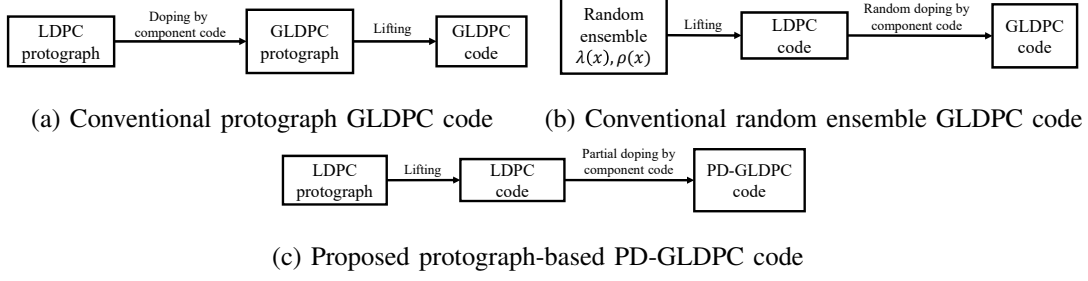 LDPC
protograph
Doping by
component code
GLDPC
protograph
Lifting
GLDPC
code
(a) Conventional protograph GLDPC code
Random
ensemble
λ(x), ρ(x)
Lifting
LDPC
code
Random doping by
component code
GLDPC
code
(b) Conventional random ensemble GLDPC code
LDPC
protograph
Lifting
LDPC
code
Partial doping by
component code
PD-GLDPC
code
(c) Proposed protograph-based PD-GLDPC code